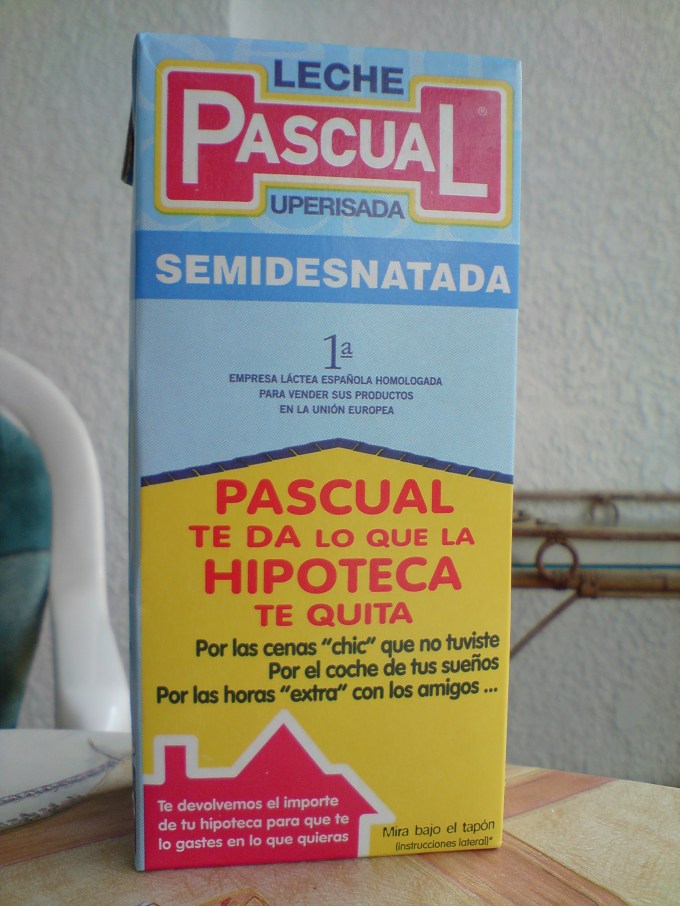 LECHE
PASCUAL®
UPERISADA
SEMIDESNATADA
1ª
EMPRESA LÁCTEA ESPAÑOLA HOMOLOGADA
PARA VENDER SUS PRODUCTOS
EN LA UNIÓN EUROPEA
PASCUAL
TE DA LO QUE LA
HIPOTECA
TE QUITA
Por las cenas "chic" que no tuviste
Por el coche de tus sueños
Por las horas "extra" con los amigos ...
Te devolvemos el importe
de tu hipoteca para que te
lo gastes en lo que quieras
Mira bajo el tapón
(instrucciones lateral)*